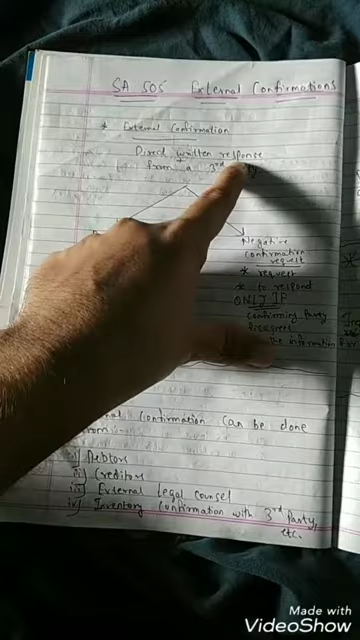 SA 505 External Confirmations
* External Confirmation
Direct written response
from a 3rd
Negative
confirmation
request
* request
* to respond
ONLY IF
confirming Party
disagrees
the information
confirmation can be done
from:-
i) Debtors
ii) Creditors
iii) External legal counsel
iv) Inventory confirmation with 3rd Party,
etc.
Made with
VideoShow